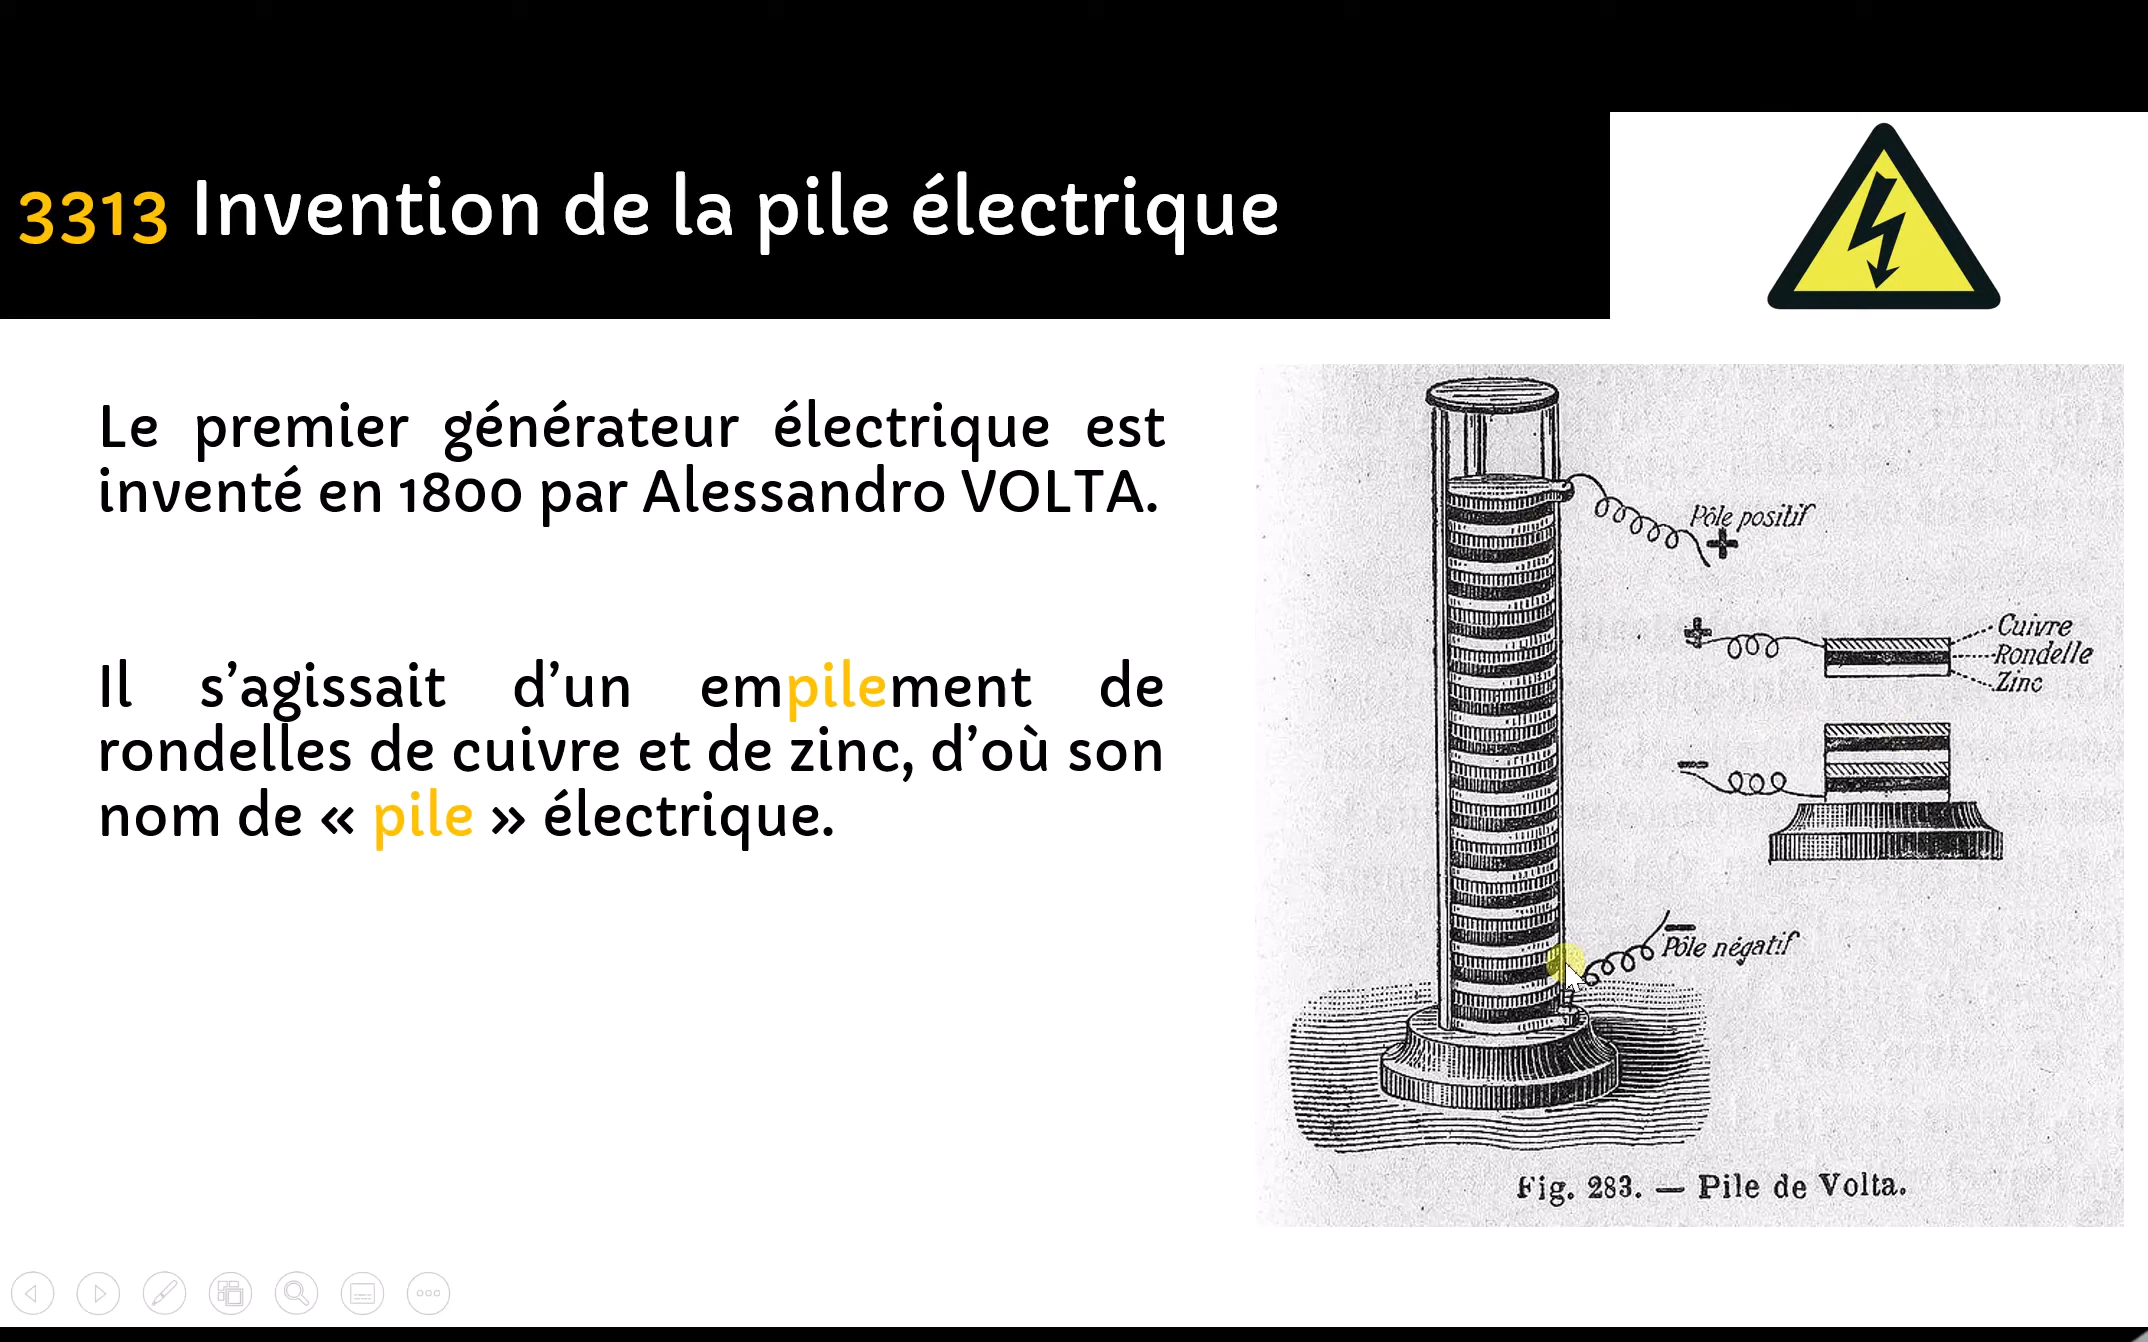 3313 Invention de la pile électrique
Le premier générateur électrique est
inventé en 1800 par Alessandro VOLTA.
Il s’agissait d’un empilement de
rondelles de cuivre et de zinc, d’où son
nom de « pile » électrique.
Pôle positif
+
+
Cuivre
Rondelle
Zinc
−
−
Pôle négatif
Fig. 283. — Pile de Volta.